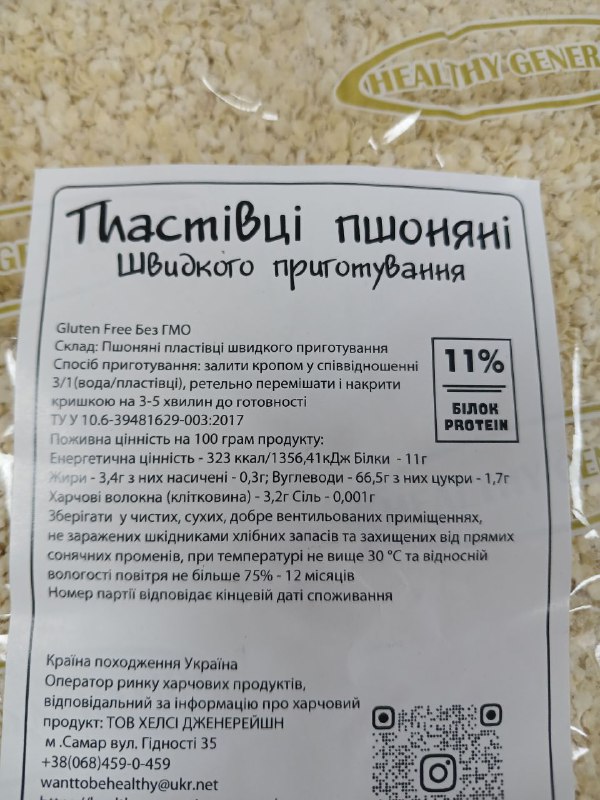 HEALTHY GENER
Пластівці пшоняні
Швидкого приготування
Gluten Free Без ГМО
Склад: Пшоняні пластівці швидкого приготування
Спосіб приготування: залити кропом у співвідношенні
3/1(вода/пластівці), ретельно перемішати і накрити
кришкою на 3-5 хвилин до готовності
ТУ У 10.6-39481629-003:2017
11%
БІЛОК
PROTEIN
Поживна цінність на 100 грам продукту:
Енергетична цінність - 323 ккал/1356,41кДж Білки - 11г
Жири - 3,4г з них насичені - 0,3г; Вуглеводи - 66,5г з них цукри - 1,7г
Харчові волокна (клітковина) - 3,2г Сіль - 0,001г
Зберігати у чистих, сухих, добре вентильованих приміщеннях,
не заражених шкідниками хлібних запасів та захищених від прямих
сонячних променів, при температурі не вище 30 °С та відносній
вологості повітря не більше 75% - 12 місяців
Номер партії відповідає кінцевій даті споживання
Країна походження Україна
Оператор ринку харчових продуктів,
відповідальний за інформацію про харчовий
продукт: ТОВ ХЕЛСІ ДЖЕНЕРЕЙШН
м .Самар вул. Гідності 35
+38(068)459-0-459
wanttobehealthy@ukr.net